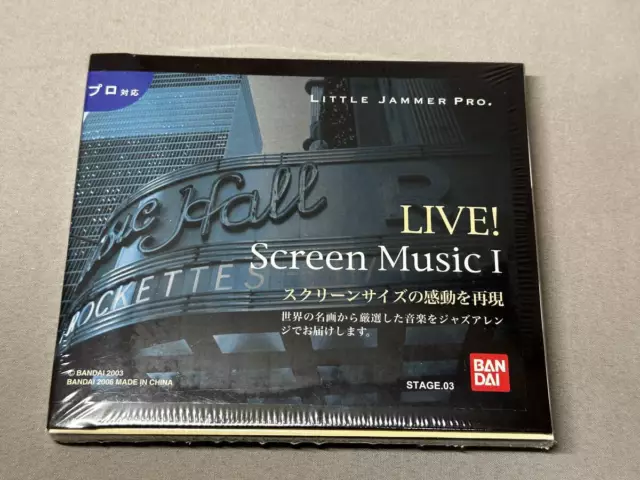 プロ対応
LITTLE JAMMER PRO.
Hall
ROCKETTES
LIVE!
Screen Music I
スクリーンサイズの感動を再現
世界の名画から厳選した音楽をジャズアレン
ジでお届けします。
© BANDAI 2003
BANDAI 2006 MADE IN CHINA
STAGE.03
BAN
DAI